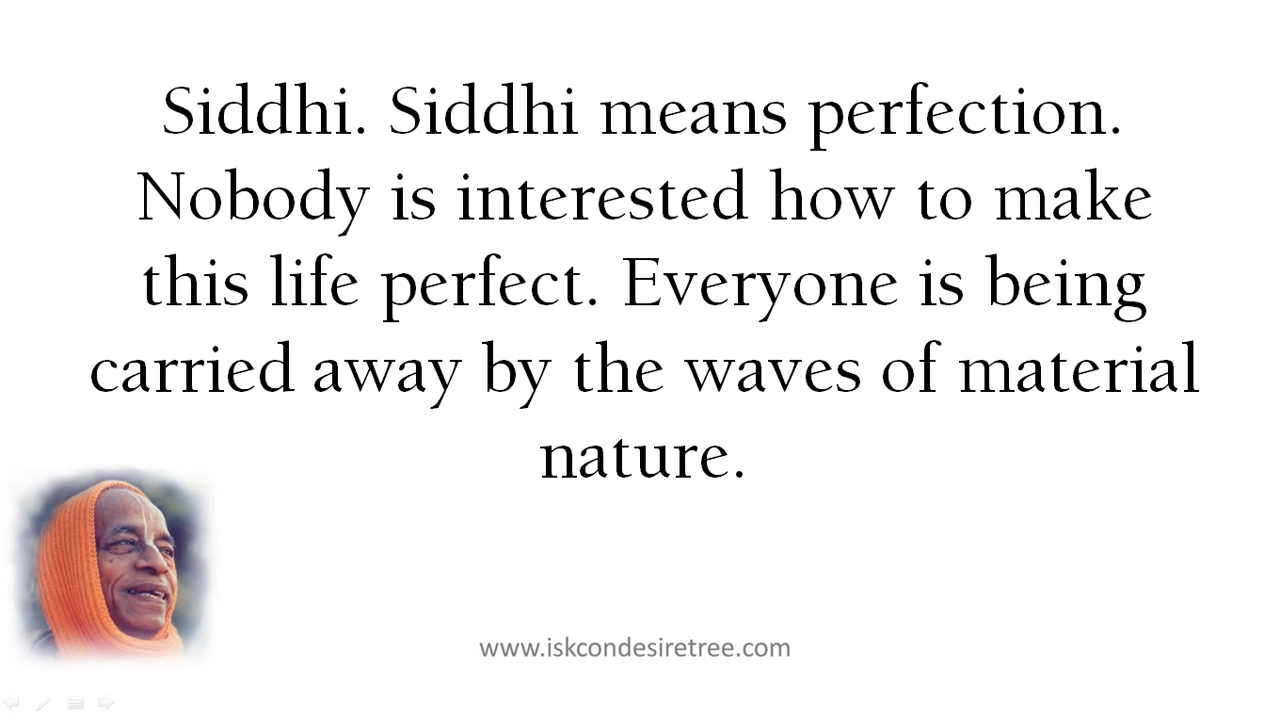 Siddhi. Siddhi means perfection.
Nobody is interested how to make
this life perfect. Everyone is being
carried away by the waves of material
nature.
www.iskcondesiretree.com